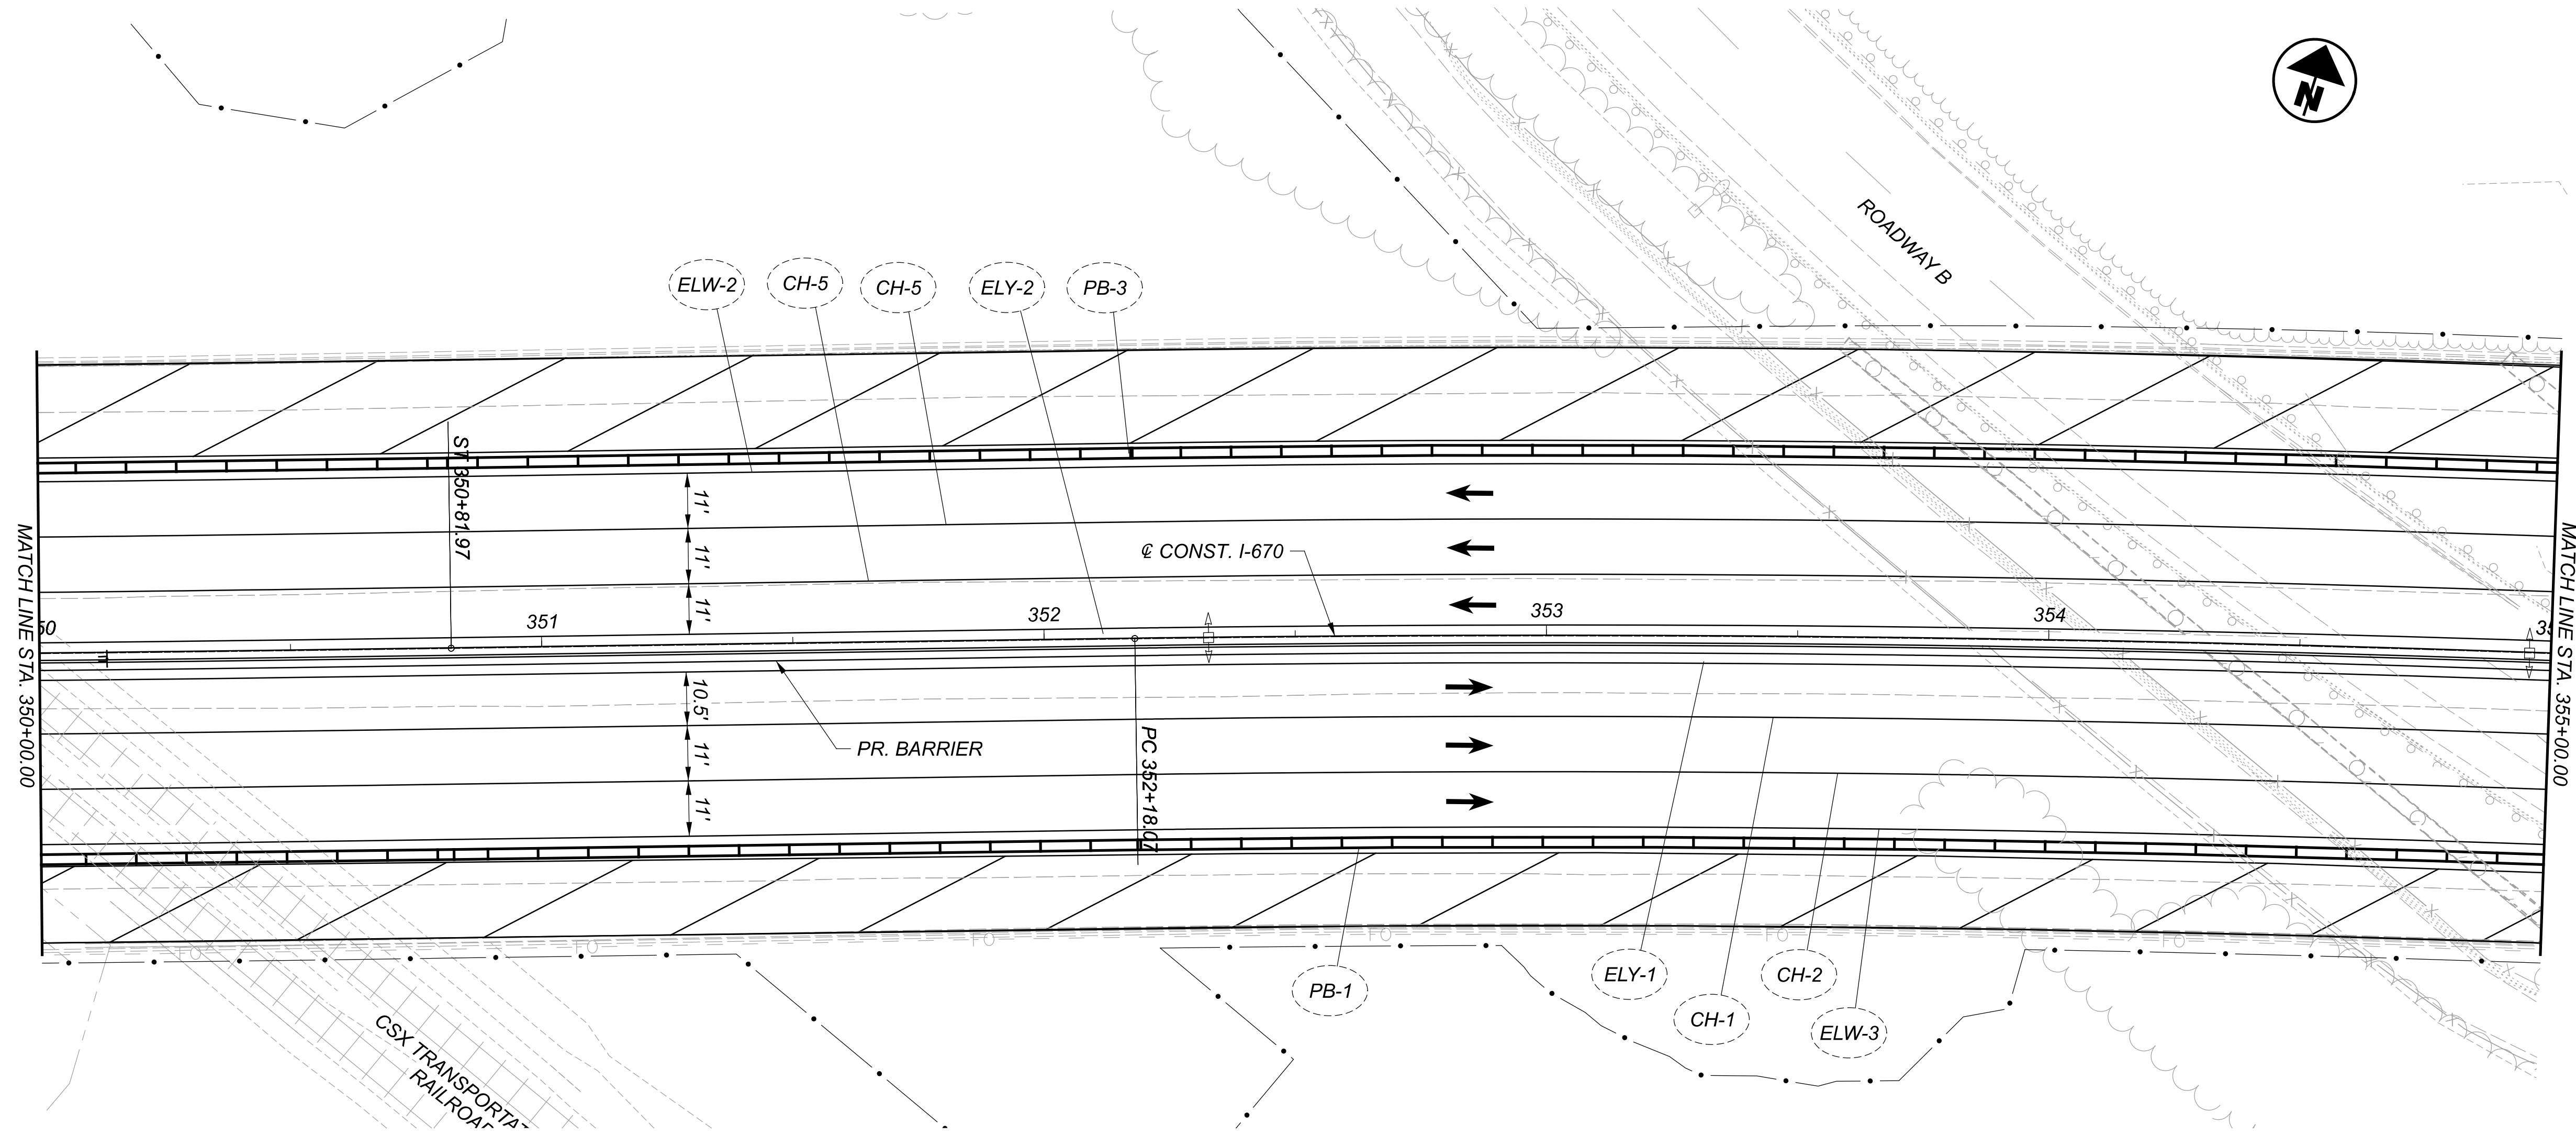 N
ROADWAY B
ELW-2
CH-5
CH-5
ELY-2
PB-3
ST 350+81.97
11'
11'
11'
℄ CONST. I-670
50
351
352
353
354
35
MATCH LINE STA. 350+00.00
MATCH LINE STA. 355+00.00
10.5'
11'
11'
PR. BARRIER
PC 352+18.07
PB-1
ELY-1
CH-1
CH-2
ELW-3
CSX TRANSPORTAT
RAILROAD